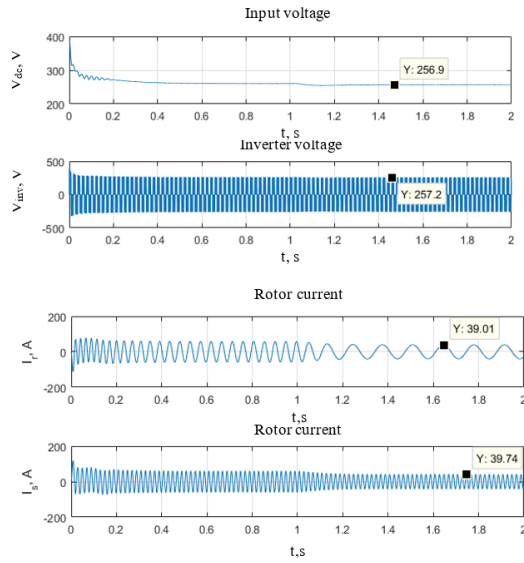 Input voltage
V_dc, V
400
300
200
Y: 256.9
0 0.2 0.4 0.6 0.8 1 1.2 1.4 1.6 1.8 2
t, s
Inverter voltage
V_inv, V
500
0
-500
Y: 257.2
0 0.2 0.4 0.6 0.8 1 1.2 1.4 1.6 1.8 2
t, s
Rotor current
I_r, A
200
0
-200
Y: 39.01
0 0.2 0.4 0.6 0.8 1 1.2 1.4 1.6 1.8 2
t,s
Rotor current
I_s, A
200
0
-200
Y: 39.74
0 0.2 0.4 0.6 0.8 1 1.2 1.4 1.6 1.8 2
t,s